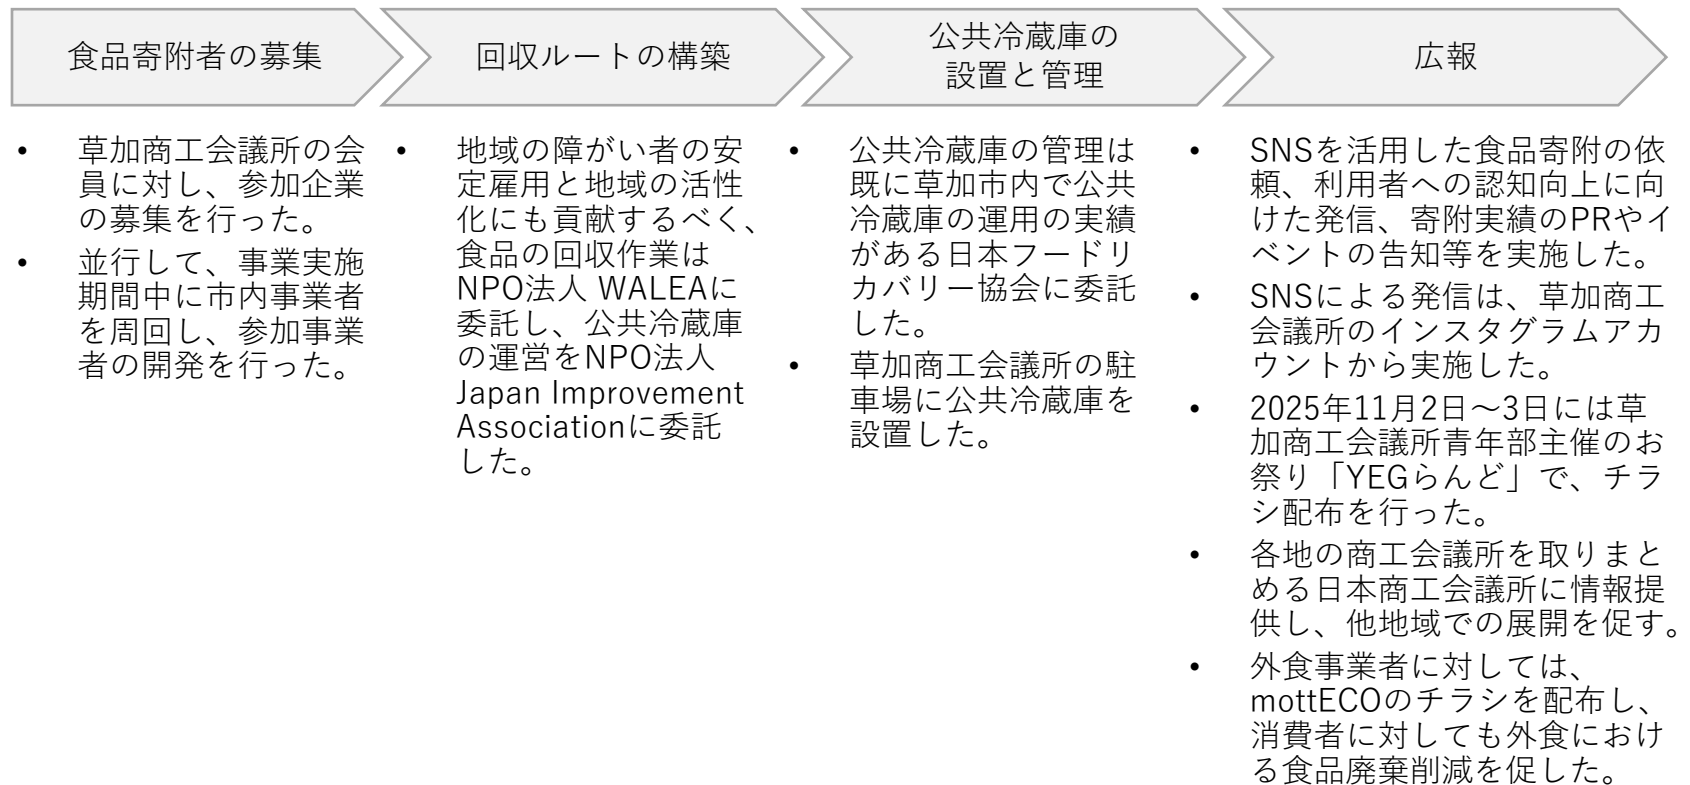 食品寄附者の募集
回収ルートの構築
公共冷蔵庫の
設置と管理
広報
• 草加商工会議所の会
員に対し、参加企業
の募集を行った。
• 並行して、事業実施
期間中に市内事業者
を周回し、参加事業
者の開発を行った。
• 地域の障がい者の安
定雇用と地域の活性
化にも貢献するべく、
食品の回収作業は
NPO法人 WALEAに
委託し、公共冷蔵庫
の運営をNPO法人
Japan Improvement
Associationに委託
した。
• 公共冷蔵庫の管理は
既に草加市内で公共
冷蔵庫の運用の実績
がある日本フードリ
カバリー協会に委託
した。
• 草加商工会議所の駐
車場に公共冷蔵庫を
設置した。
• SNSを活用した食品寄附の依
頼、利用者への認知向上に向
けた発信、寄附実績のPRやイ
ベントの告知等を実施した。
• SNSによる発信は、草加商工
会議所のインスタグラムアカ
ウントから実施した。
• 2025年11月2日～3日には草
加商工会議所青年部主催のお
祭り「YEGらんど」で、チラ
シ配布を行った。
• 各地の商工会議所を取りまと
める日本商工会議所に情報提
供し、他地域での展開を促す。
• 外食事業者に対しては、
mottECOのチラシを配布し、
消費者に対しても外食におけ
る食品廃棄削減を促した。